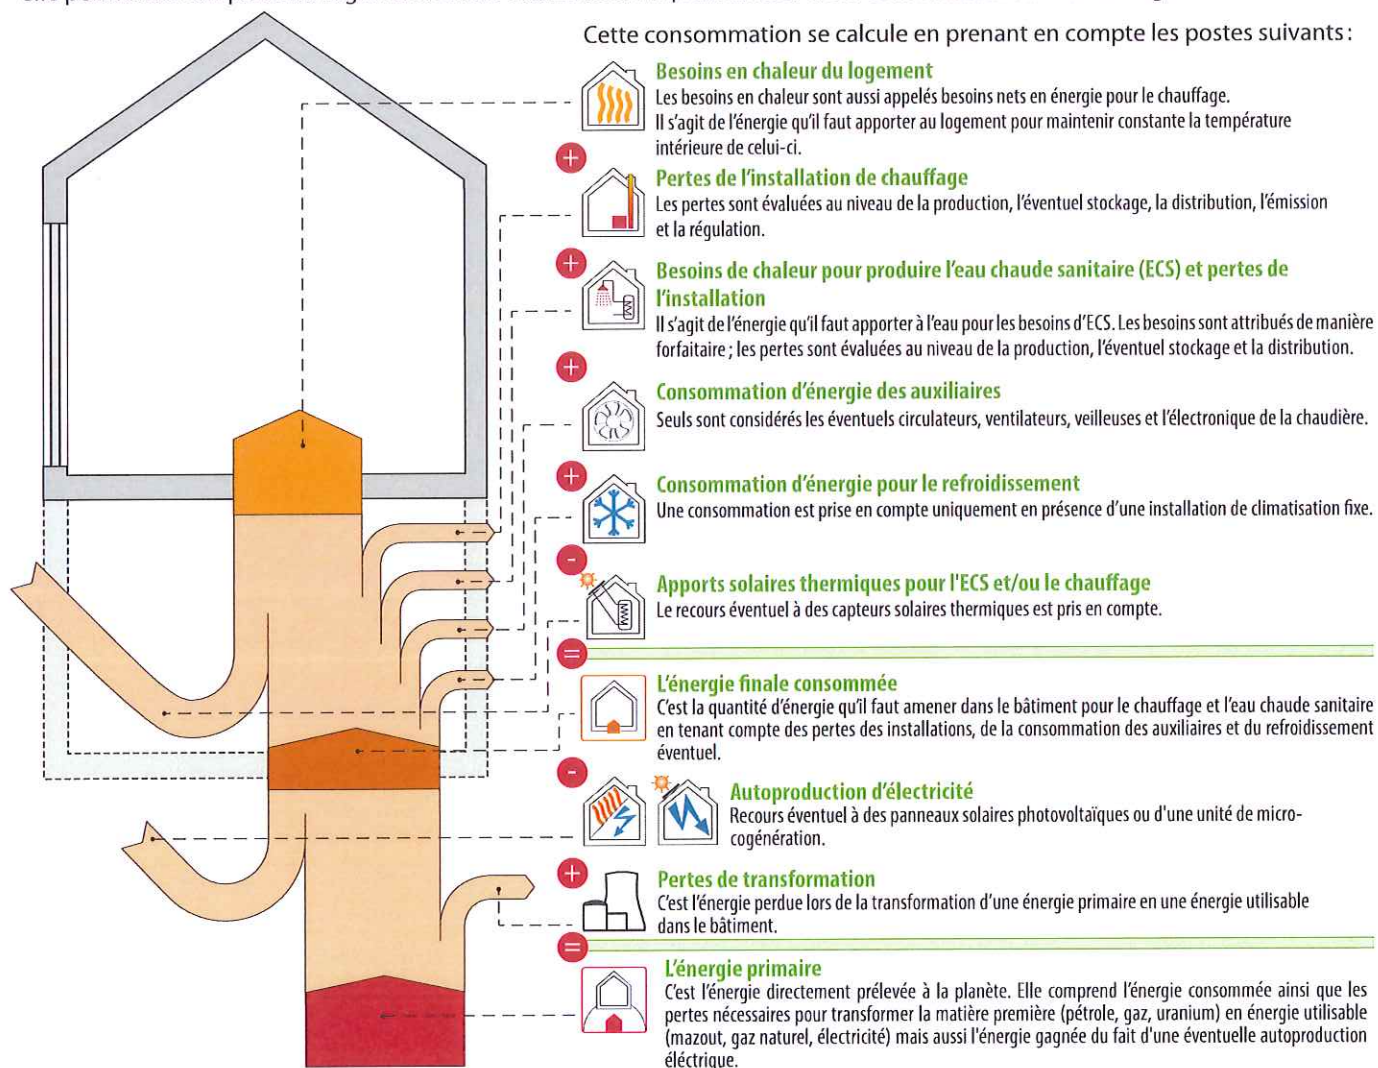 Cette consommation se calcule en prenant en compte les postes suivants :
Besoins en chaleur du logement
Les besoins en chaleur sont aussi appelés besoins nets en énergie pour le chauffage.
Il s'agit de l'énergie qu'il faut apporter au logement pour maintenir constante la température
intérieure de celui-ci.
+
Pertes de l'installation de chauffage
Les pertes sont évaluées au niveau de la production, l'éventuel stockage, la distribution, l'émission
et la régulation.
+
Besoins de chaleur pour produire l'eau chaude sanitaire (ECS) et pertes de
l'installation
Il s'agit de l'énergie qu'il faut apporter à l'eau pour les besoins d'ECS. Les besoins sont attribués de manière
forfaitaire ; les pertes sont évaluées au niveau de la production, l'éventuel stockage et la distribution.
+
Consommation d'énergie des auxiliaires
Seuls sont considérés les éventuels circulateurs, ventilateurs, veilleuses et l'électronique de la chaudière.
+
Consommation d'énergie pour le refroidissement
Une consommation est prise en compte uniquement en présence d'une installation de climatisation fixe.
-
Apports solaires thermiques pour l'ECS et/ou le chauffage
Le recours éventuel à des capteurs solaires thermiques est pris en compte.
=
L'énergie finale consommée
C'est la quantité d'énergie qu'il faut amener dans le bâtiment pour le chauffage et l'eau chaude sanitaire
en tenant compte des pertes des installations, de la consommation des auxiliaires et du refroidissement
éventuel.
-
Autoproduction d'électricité
Recours éventuel à des panneaux solaires photovoltaïques ou d'une unité de micro-
cogénération.
+
Pertes de transformation
C'est l'énergie perdue lors de la transformation d'une énergie primaire en une énergie utilisable
dans le bâtiment.
=
L'énergie primaire
C'est l'énergie directement prélevée à la planète. Elle comprend l'énergie consommée ainsi que les
pertes nécessaires pour transformer la matière première (pétrole, gaz, uranium) en énergie utilisable
(mazout, gaz naturel, électricité) mais aussi l'énergie gagnée du fait d'une éventuelle autoproduction
éléctrique.